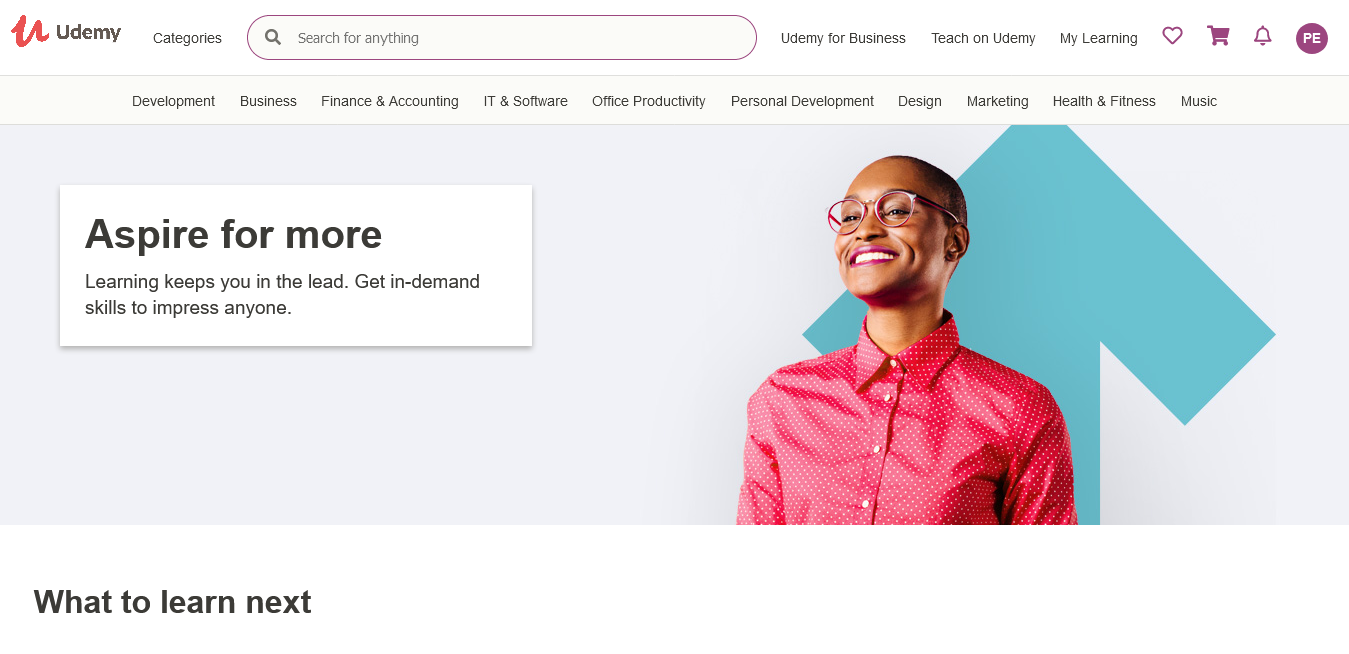 Udemy
Categories
Search for anything
Udemy for Business
Teach on Udemy
My Learning
PE
Development
Business
Finance & Accounting
IT & Software
Office Productivity
Personal Development
Design
Marketing
Health & Fitness
Music
Aspire for more
Learning keeps you in the lead. Get in-demand
skills to impress anyone.
What to learn next